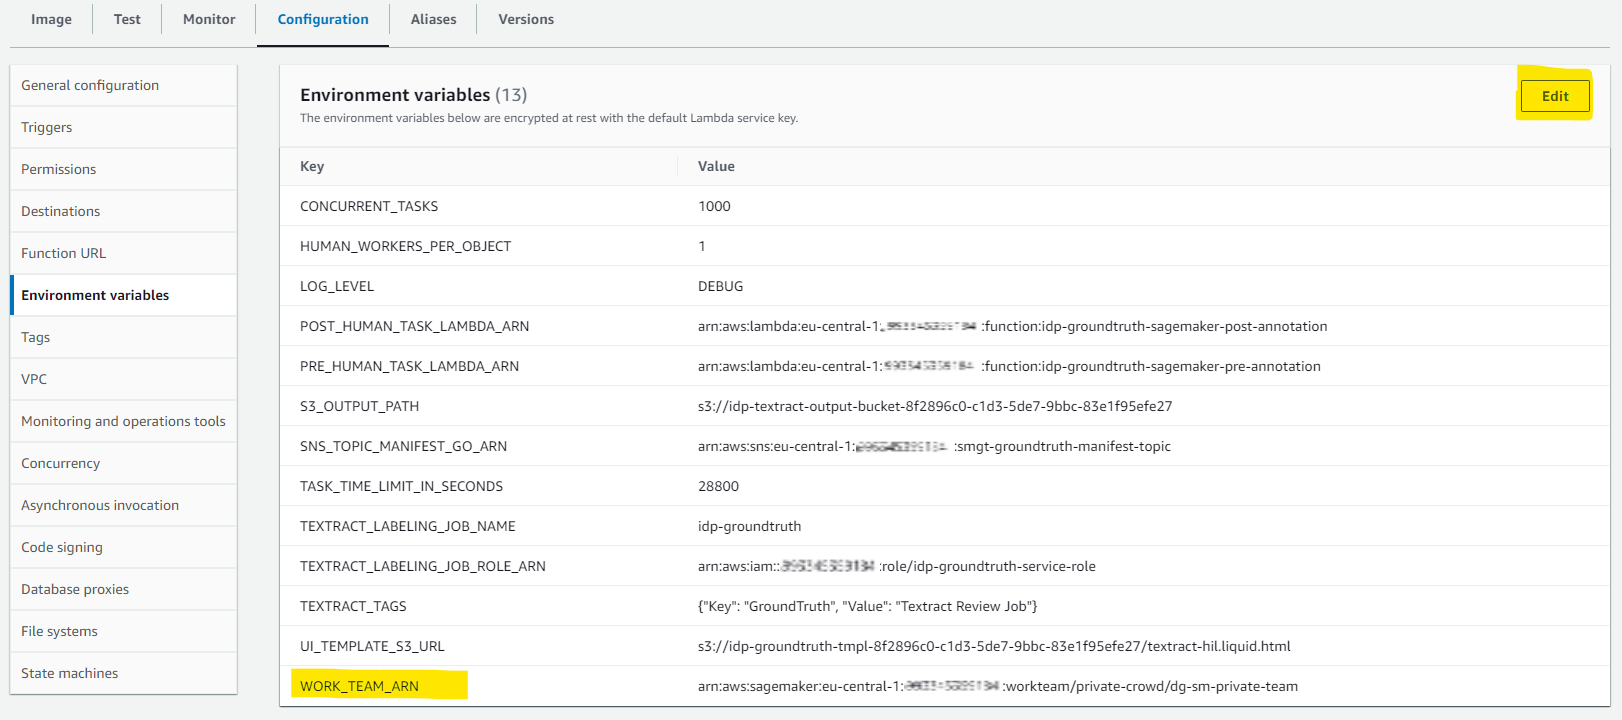 Image Test Monitor Configuration Aliases Versions
General configuration
Triggers
Permissions
Destinations
Function URL
Environment variables
Tags
VPC
Monitoring and operations tools
Concurrency
Asynchronous invocation
Code signing
Database proxies
File systems
State machines
Environment variables (13)
Edit
The environment variables below are encrypted at rest with the default Lambda service key.
Key Value
CONCURRENT_TASKS 1000
HUMAN_WORKERS_PER_OBJECT 1
LOG_LEVEL DEBUG
POST_HUMAN_TASK_LAMBDA_ARN arn:aws:lambda:eu-central-1: :function:idp-groundtruth-sagemaker-post-annotation
PRE_HUMAN_TASK_LAMBDA_ARN arn:aws:lambda:eu-central-1: :function:idp-groundtruth-sagemaker-pre-annotation
S3_OUTPUT_PATH s3://idp-textract-output-bucket-8f2896c0-c1d3-5de7-9bbc-83e1f95efe27
SNS_TOPIC_MANIFEST_GO_ARN arn:aws:sns:eu-central-1: :smgt-groundtruth-manifest-topic
TASK_TIME_LIMIT_IN_SECONDS 28800
TEXTRACT_LABELING_JOB_NAME idp-groundtruth
TEXTRACT_LABELING_JOB_ROLE_ARN arn:aws:iam:: :role/idp-groundtruth-service-role
TEXTRACT_TAGS {"Key": "GroundTruth", "Value": "Textract Review Job"}
UI_TEMPLATE_S3_URL s3://idp-groundtruth-tmpl-8f2896c0-c1d3-5de7-9bbc-83e1f95efe27/textract-hil.liquid.html
WORK_TEAM_ARN arn:aws:sagemaker:eu-central-1: :workteam/private-crowd/dg-sm-private-team